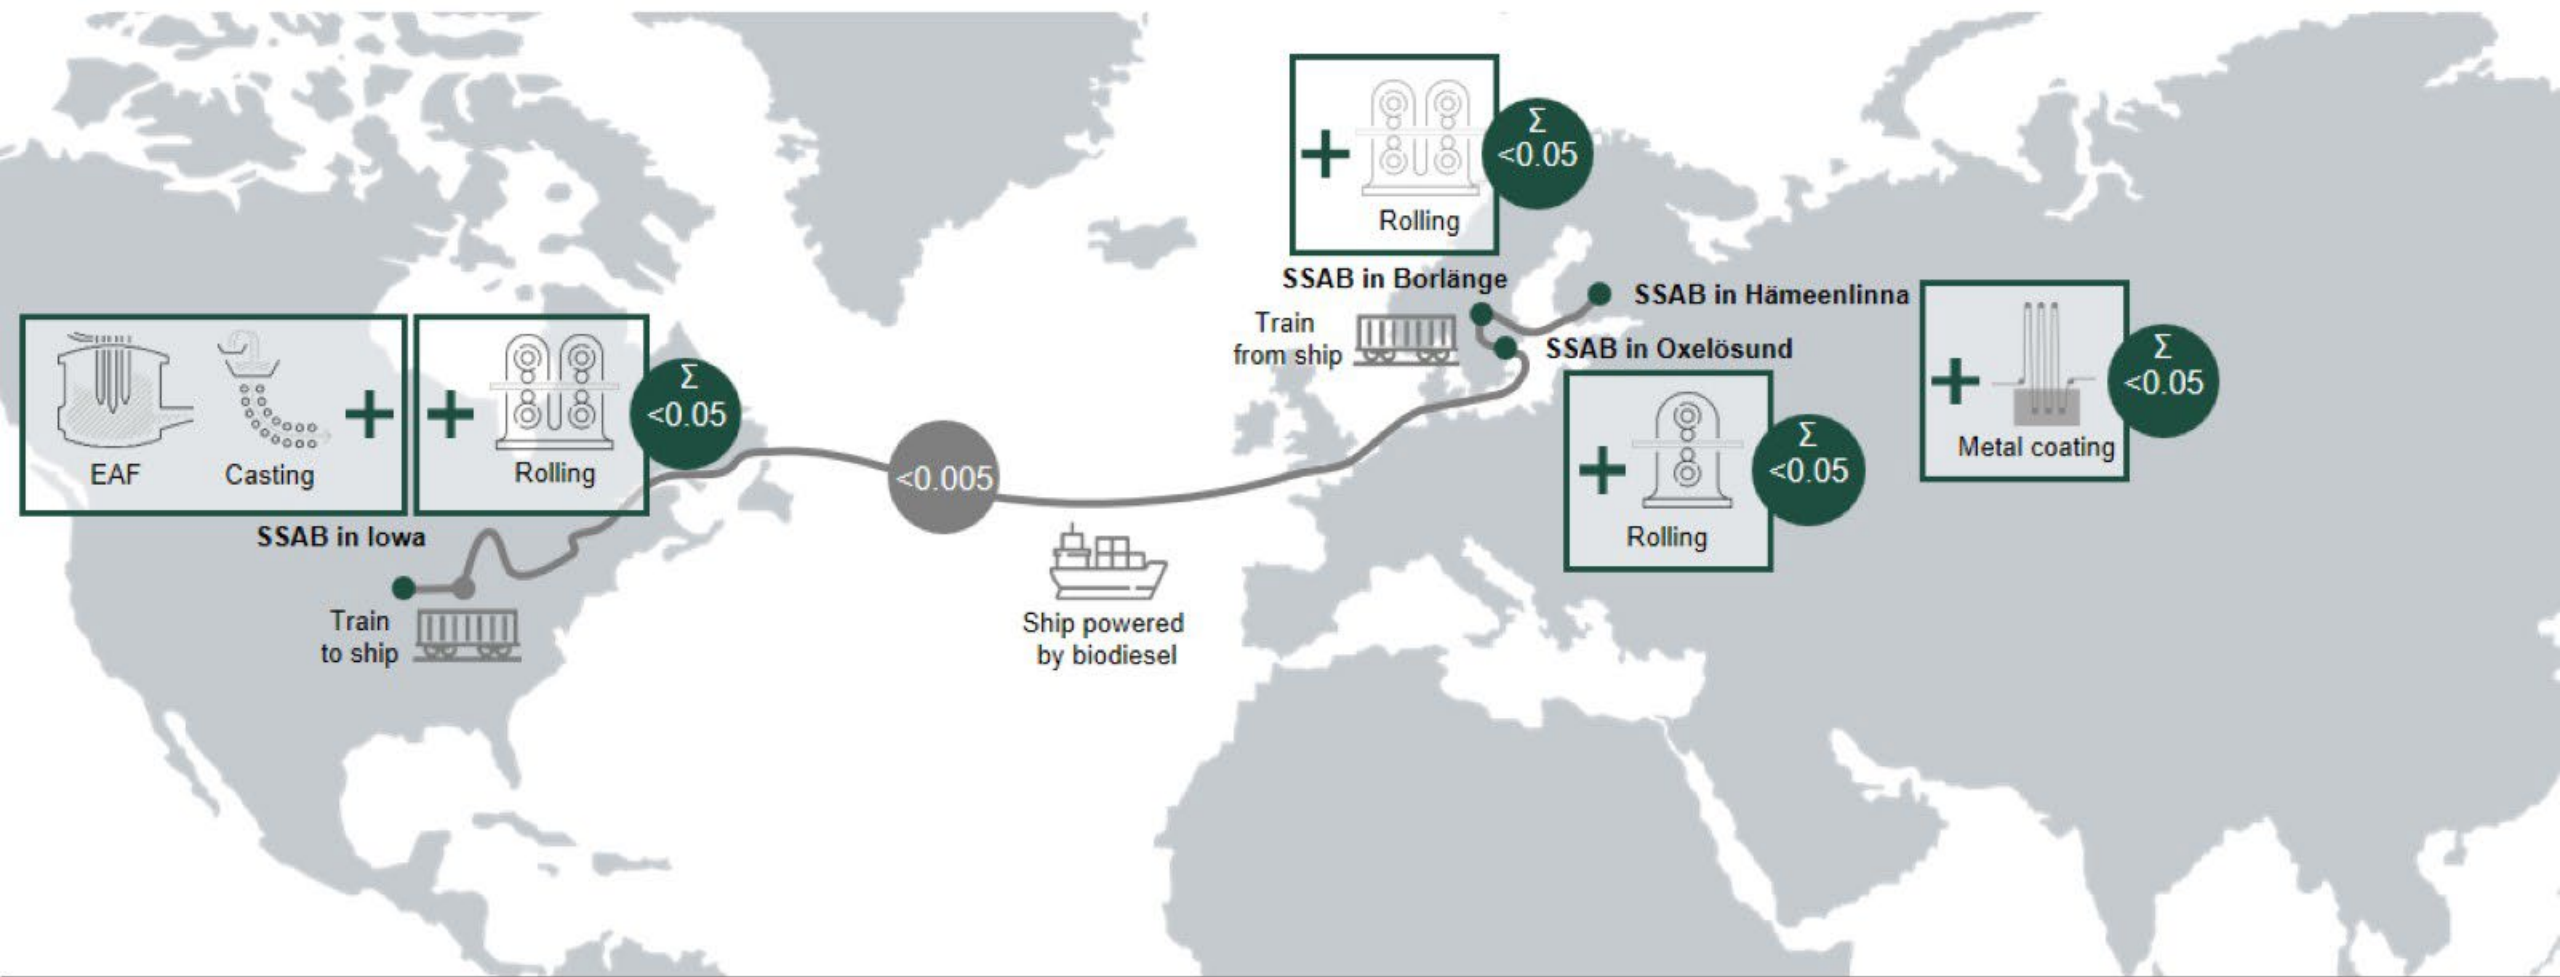 EAF
Casting
Rolling
Σ
<0.05
SSAB in Iowa
Train
to ship
<0.005
Ship powered
by biodiesel
Rolling
Σ
<0.05
SSAB in Borlänge
Train
from ship
SSAB in Hämeenlinna
Metal coating
Σ
<0.05
SSAB in Oxelösund
Rolling
Σ
<0.05